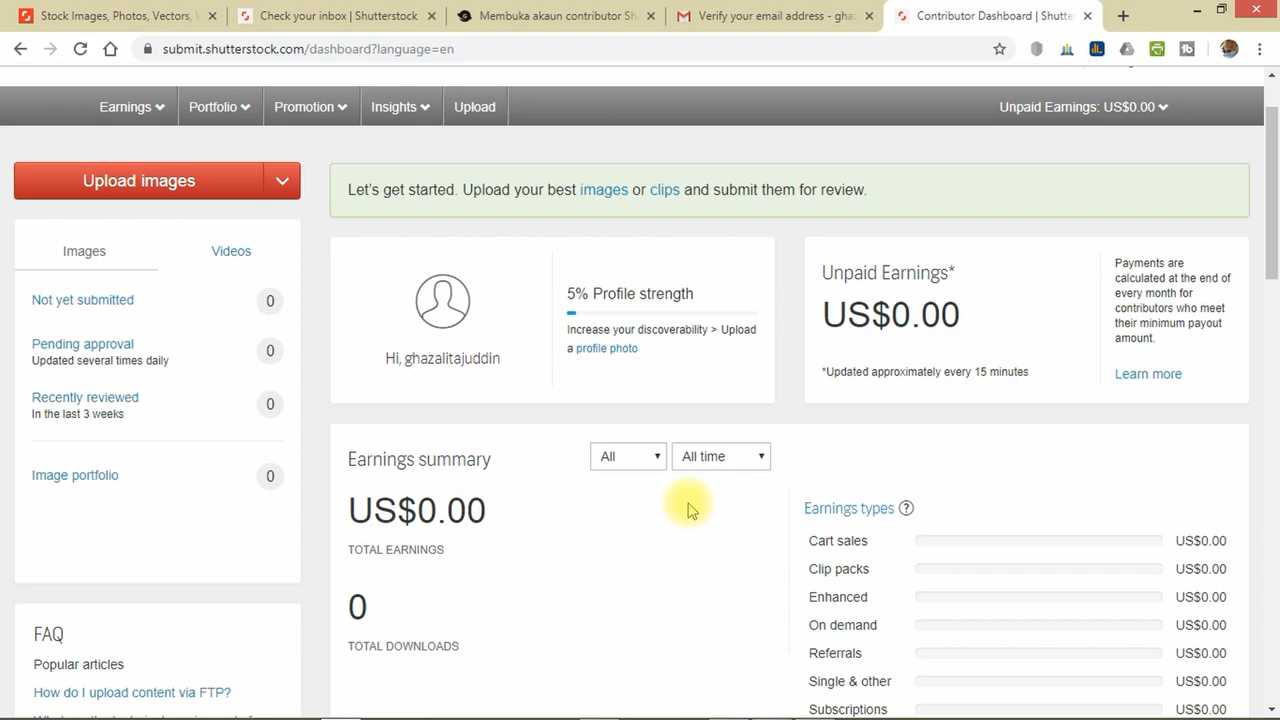 Stock Images, Photos, Vectors, V
Check your inbox | Shutterstock
Membuka akaun contributor Sh
Verify your email address - gha
Contributor Dashboard | Shutte
submit.shutterstock.com/dashboard?language=en
Earnings
Portfolio
Promotion
Insights
Upload
Unpaid Earnings: US$0.00
Upload images
Let's get started. Upload your best images or clips and submit them for review.
Images
Videos
Not yet submitted
0
Pending approval
0
Updated several times daily
Recently reviewed
0
In the last 3 weeks
Image portfolio
0
Hi, ghazalitajuddin
5% Profile strength
Increase your discoverability > Upload
a profile photo
Unpaid Earnings*
US$0.00
*Updated approximately every 15 minutes
Payments are
calculated at the end of
every month for
contributors who meet
their minimum payout
amount.
Learn more
Earnings summary
All
All time
US$0.00
TOTAL EARNINGS
0
TOTAL DOWNLOADS
Earnings types ?
Cart sales US$0.00
Clip packs US$0.00
Enhanced US$0.00
On demand US$0.00
Referrals US$0.00
Single & other US$0.00
Subscriptions US$0.00
FAQ
Popular articles
How do I upload content via FTP?